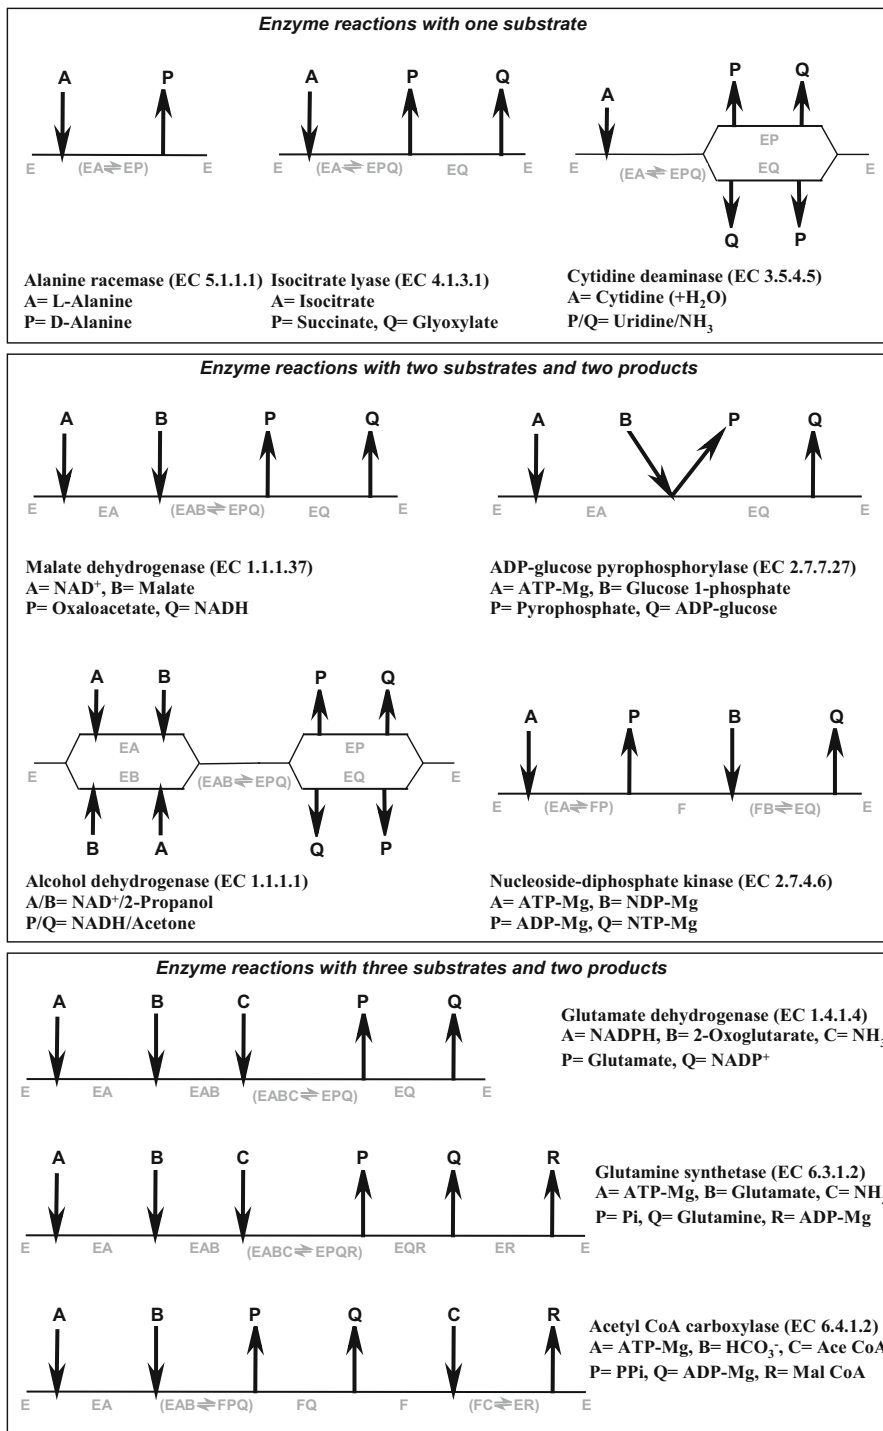 Enzyme reactions with one substrate
A P
E (EA⇌EP) E
A P Q
E (EA⇌EPQ) EQ E
A P Q
EP
E (EA⇌EPQ) EQ E
Q P
Alanine racemase (EC 5.1.1.1)
A= L-Alanine
P= D-Alanine
Isocitrate lyase (EC 4.1.3.1)
A= Isocitrate
P= Succinate, Q= Glyoxylate
Cytidine deaminase (EC 3.5.4.5)
A= Cytidine (+H₂O)
P/Q= Uridine/NH₃
Enzyme reactions with two substrates and two products
A B P Q
E EA (EAB⇌EPQ) EQ E
Malate dehydrogenase (EC 1.1.1.37)
A= NAD⁺, B= Malate
P= Oxaloacetate, Q= NADH
A B P Q
E EA EQ E
ADP-glucose pyrophosphorylase (EC 2.7.7.27)
A= ATP-Mg, B= Glucose 1-phosphate
P= Pyrophosphate, Q= ADP-glucose
A B P Q
EA EP
E EB (EAB⇌EPQ) EQ E
B A Q P
Alcohol dehydrogenase (EC 1.1.1.1)
A/B= NAD⁺/2-Propanol
P/Q= NADH/Acetone
A P B Q
E (EA⇌FP) F (FB⇌EQ) E
Nucleoside-diphosphate kinase (EC 2.7.4.6)
A= ATP-Mg, B= NDP-Mg
P= ADP-Mg, Q= NTP-Mg
Enzyme reactions with three substrates and two products
A B C P Q
E EA EAB (EABC⇌EPQ) EQ E
Glutamate dehydrogenase (EC 1.4.1.4)
A= NADPH, B= 2-Oxoglutarate, C= NH₃
P= Glutamate, Q= NADP⁺
A B C P Q R
E EA EAB (EABC⇌EPQR) EQR ER E
Glutamine synthetase (EC 6.3.1.2)
A= ATP-Mg, B= Glutamate, C= NH₃
P= Pi, Q= Glutamine, R= ADP-Mg
A B P Q C R
E EA (EAB⇌FPQ) FQ F (FC⇌ER) E
Acetyl CoA carboxylase (EC 6.4.1.2)
A= ATP-Mg, B= HCO₃⁻, C= Ace CoA
P= PPi, Q= ADP-Mg, R= Mal CoA